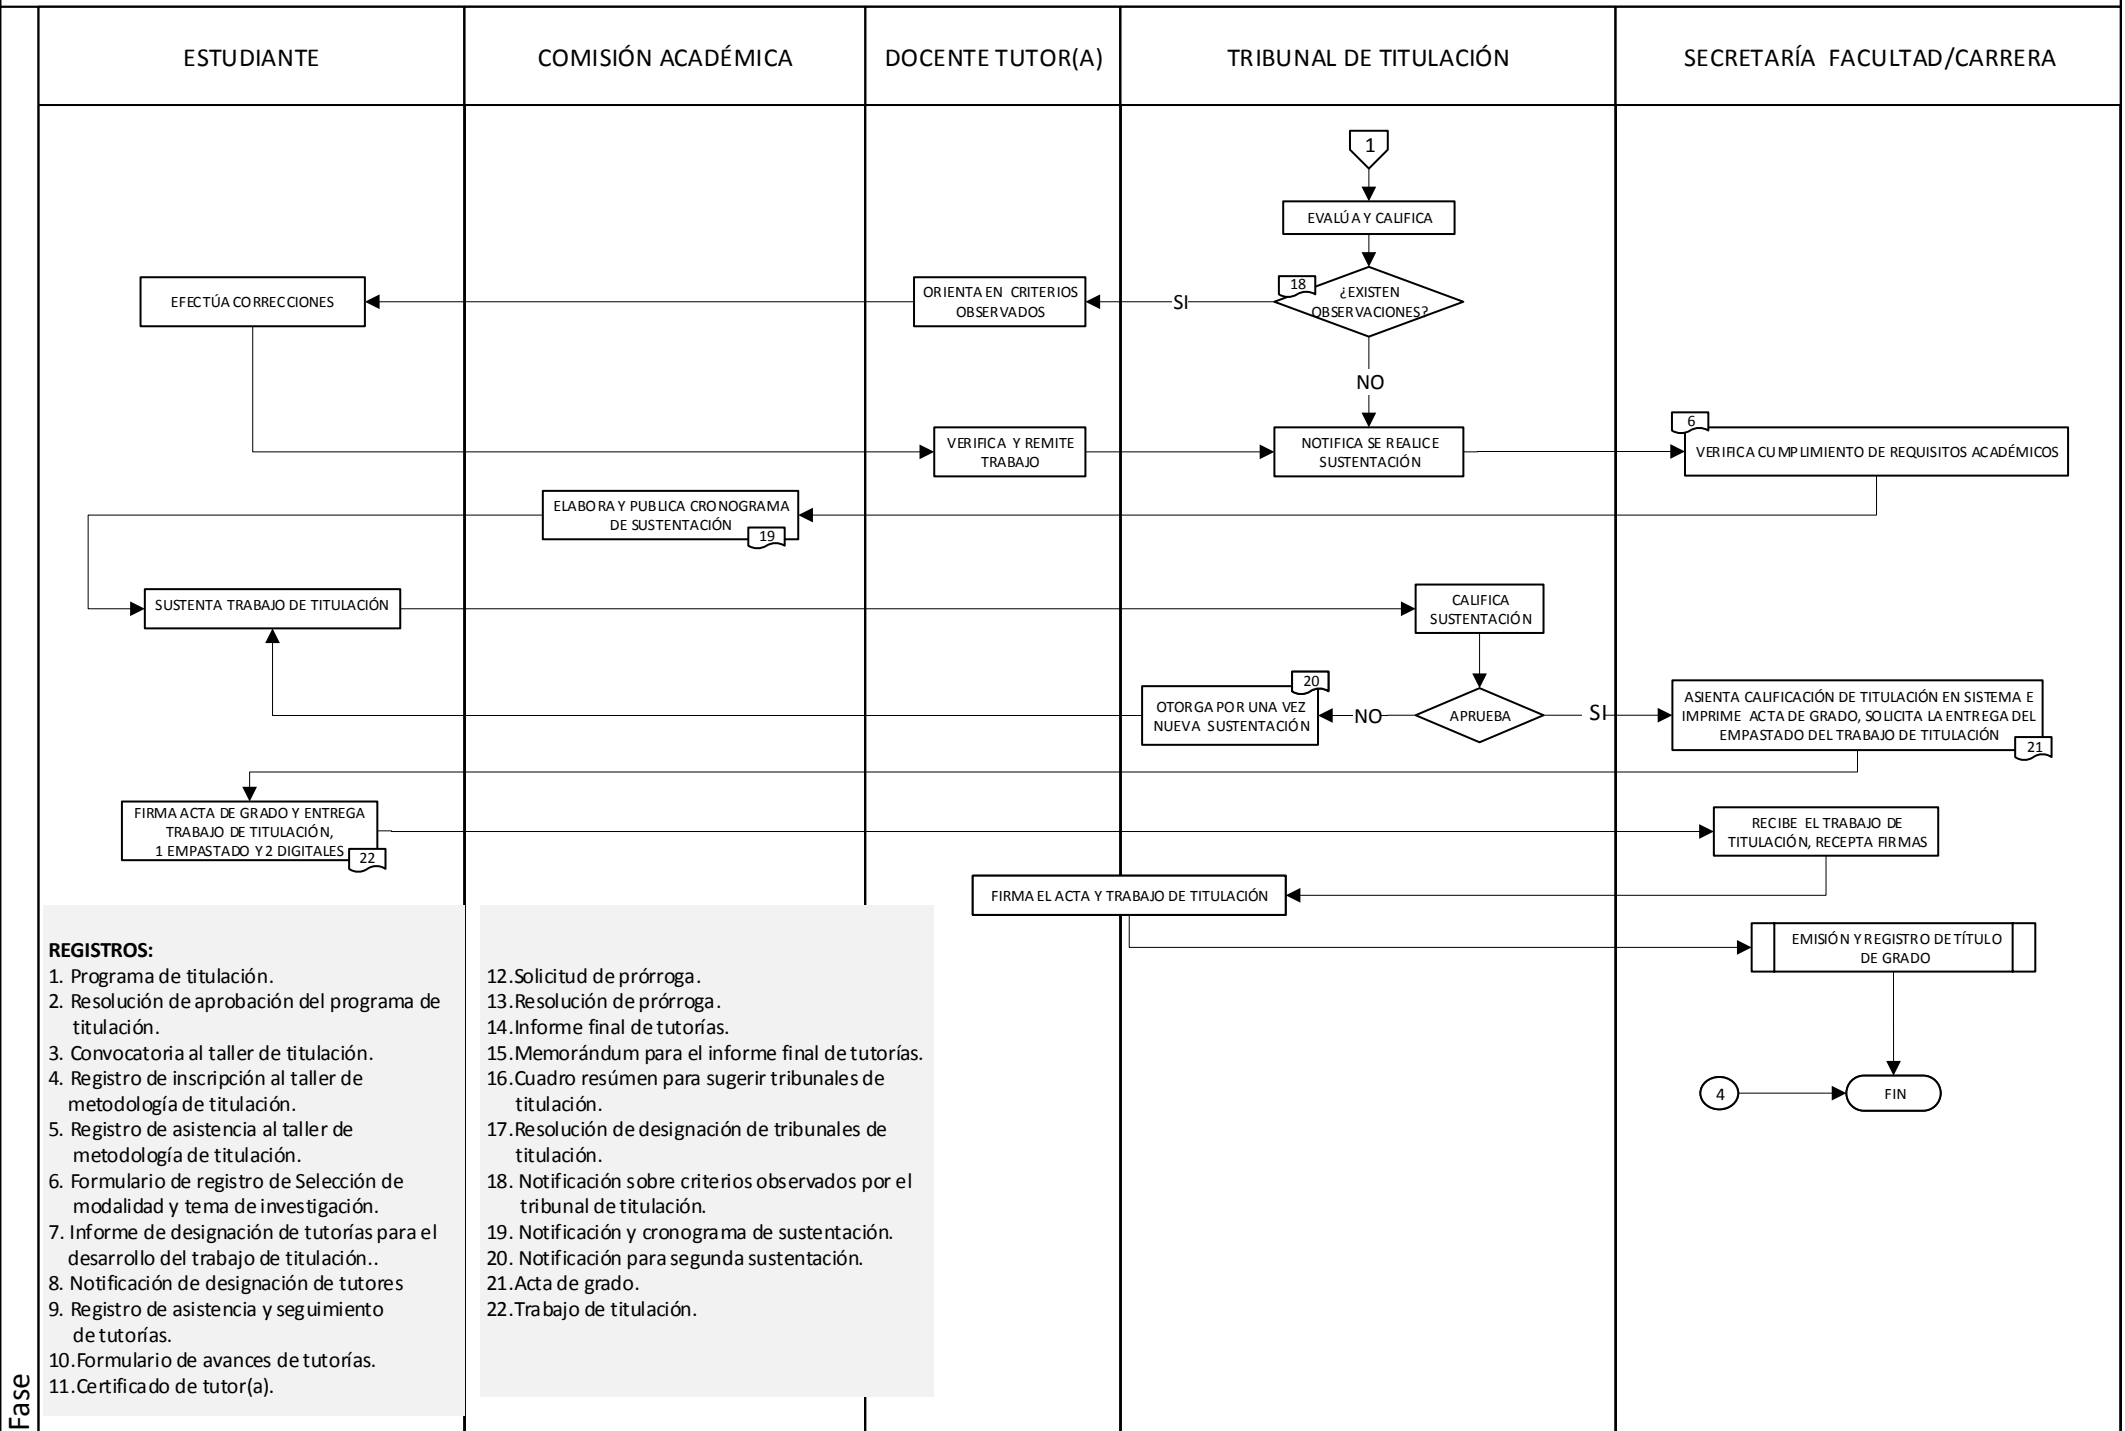 ESTUDIANTE
COMISIÓN ACADÉMICA
DOCENTE TUTOR(A)
TRIBUNAL DE TITULACIÓN
SECRETARÍA FACULTAD/CARRERA
1
EVALÚA Y CALIFICA
18
¿EXISTEN
OBSERVACIONES?
SI
ORIENTA EN CRITERIOS
OBSERVADOS
EFECTÚA CORRECCIONES
NO
VERIFICA Y REMITE
TRABAJO
NOTIFICA SE REALICE
SUSTENTACIÓN
6
VERIFICA CUMPLIMIENTO DE REQUISITOS ACADÉMICOS
ELABORA Y PUBLICA CRONOGRAMA
DE SUSTENTACIÓN
19
SUSTENTA TRABAJO DE TITULACIÓN
CALIFICA
SUSTENTACIÓN
20
OTORGA POR UNA VEZ
NUEVA SUSTENTACIÓN
NO
APRUEBA
SI
ASIENTA CALIFICACIÓN DE TITULACIÓN EN SISTEMA E
IMPRIME ACTA DE GRADO, SOLICITA LA ENTREGA DEL
EMPASTADO DEL TRABAJO DE TITULACIÓN
21
FIRMA ACTA DE GRADO Y ENTREGA
TRABAJO DE TITULACIÓN,
1 EMPASTADO Y 2 DIGITALES
22
RECIBE EL TRABAJO DE
TITULACIÓN, RECEPTA FIRMAS
FIRMA EL ACTA Y TRABAJO DE TITULACIÓN
EMISIÓN Y REGISTRO DE TÍTULO
DE GRADO
4
FIN
REGISTROS:
1. Programa de titulación.
2. Resolución de aprobación del programa de
titulación.
3. Convocatoria al taller de titulación.
4. Registro de inscripción al taller de
metodología de titulación.
5. Registro de asistencia al taller de
metodología de titulación.
6. Formulario de registro de Selección de
modalidad y tema de investigación.
7. Informe de designación de tutorías para el
desarrollo del trabajo de titulación..
8. Notificación de designación de tutores
9. Registro de asistencia y seguimiento
de tutorías.
10.Formulario de avances de tutorías.
11.Certificado de tutor(a).
12.Solicitud de prórroga.
13.Resolución de prórroga.
14.Informe final de tutorías.
15.Memorándum para el informe final de tutorías.
16.Cuadro resúmen para sugerir tribunales de
titulación.
17.Resolución de designación de tribunales de
titulación.
18. Notificación sobre criterios observados por el
tribunal de titulación.
19. Notificación y cronograma de sustentación.
20. Notificación para segunda sustentación.
21.Acta de grado.
22.Trabajo de titulación.
Fase